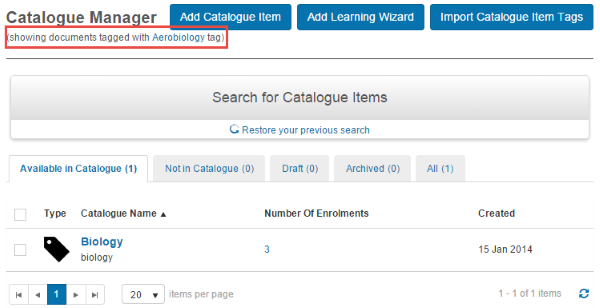 Catalogue Manager
Add Catalogue Item
Add Learning Wizard
Import Catalogue Item Tags
(showing documents tagged with Aerobiology tag)
Search for Catalogue Items
Restore your previous search
Available in Catalogue (1)
Not in Catalogue (0)
Draft (0)
Archived (0)
All (1)
Type
Catalogue Name ▲
Number Of Enrolments
Created
Biology
biology
3
15 Jan 2014
1
20
items per page
1 - 1 of 1 items